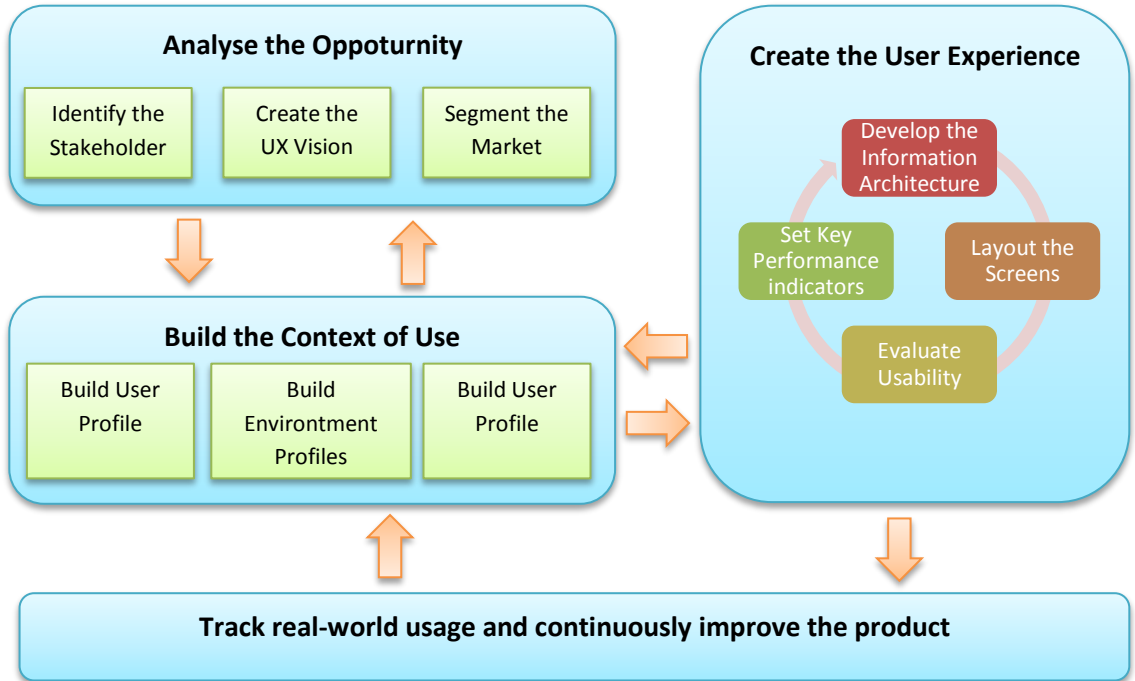 Analyse the Oppoturnity
Identify the
Stakeholder
Create the
UX Vision
Segment the
Market
Build the Context of Use
Build User
Profile
Build
Environtment
Profiles
Build User
Profile
Create the User Experience
Develop the
Information
Architecture
Layout the
Screens
Evaluate
Usability
Set Key
Performance
indicators
Track real-world usage and continuously improve the product